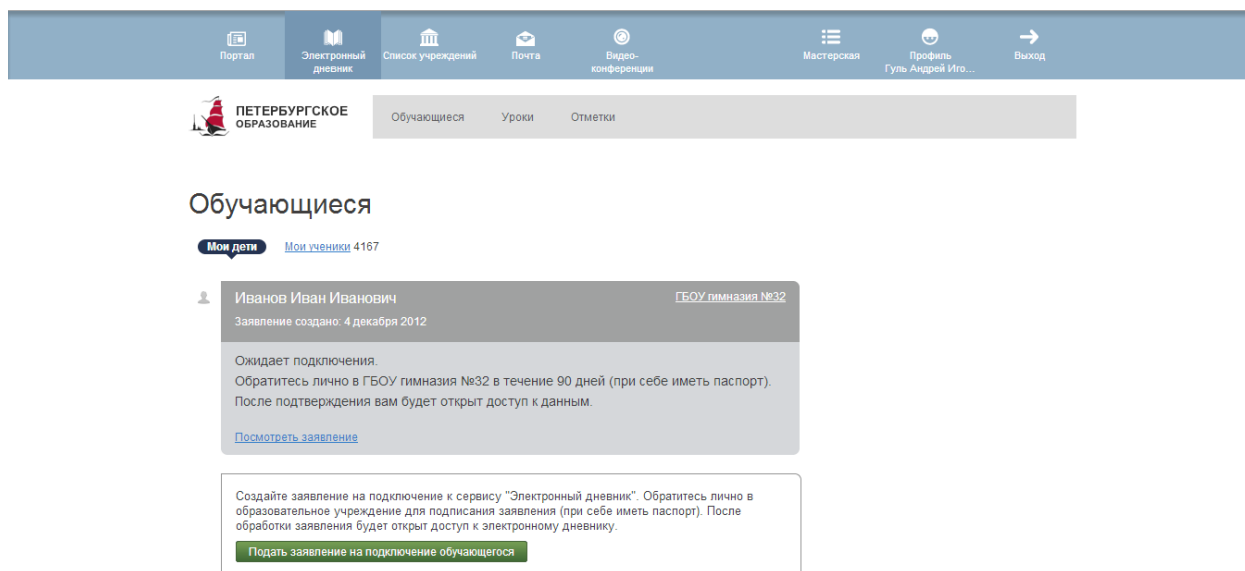 Портал
Электронный
дневник
Список учреждений
Почта
Видео-
конференции
Мастерская
Профиль
Гуль Андрей Иго...
Выход
ПЕТЕРБУРГСКОЕ
ОБРАЗОВАНИЕ
Обучающиеся Уроки Отметки
Обучающиеся
Мои дети Мои ученики 4167
Иванов Иван Иванович ГБОУ гимназия №32
Заявление создано: 4 декабря 2012
Ожидает подключения.
Обратитесь лично в ГБОУ гимназия №32 в течение 90 дней (при себе иметь паспорт).
После подтверждения вам будет открыт доступ к данным.
Посмотреть заявление
Создайте заявление на подключение к сервису "Электронный дневник". Обратитесь лично в
образовательное учреждение для подписания заявления (при себе иметь паспорт). После
обработки заявления будет открыт доступ к электронному дневнику.
Подать заявление на подключение обучающегося